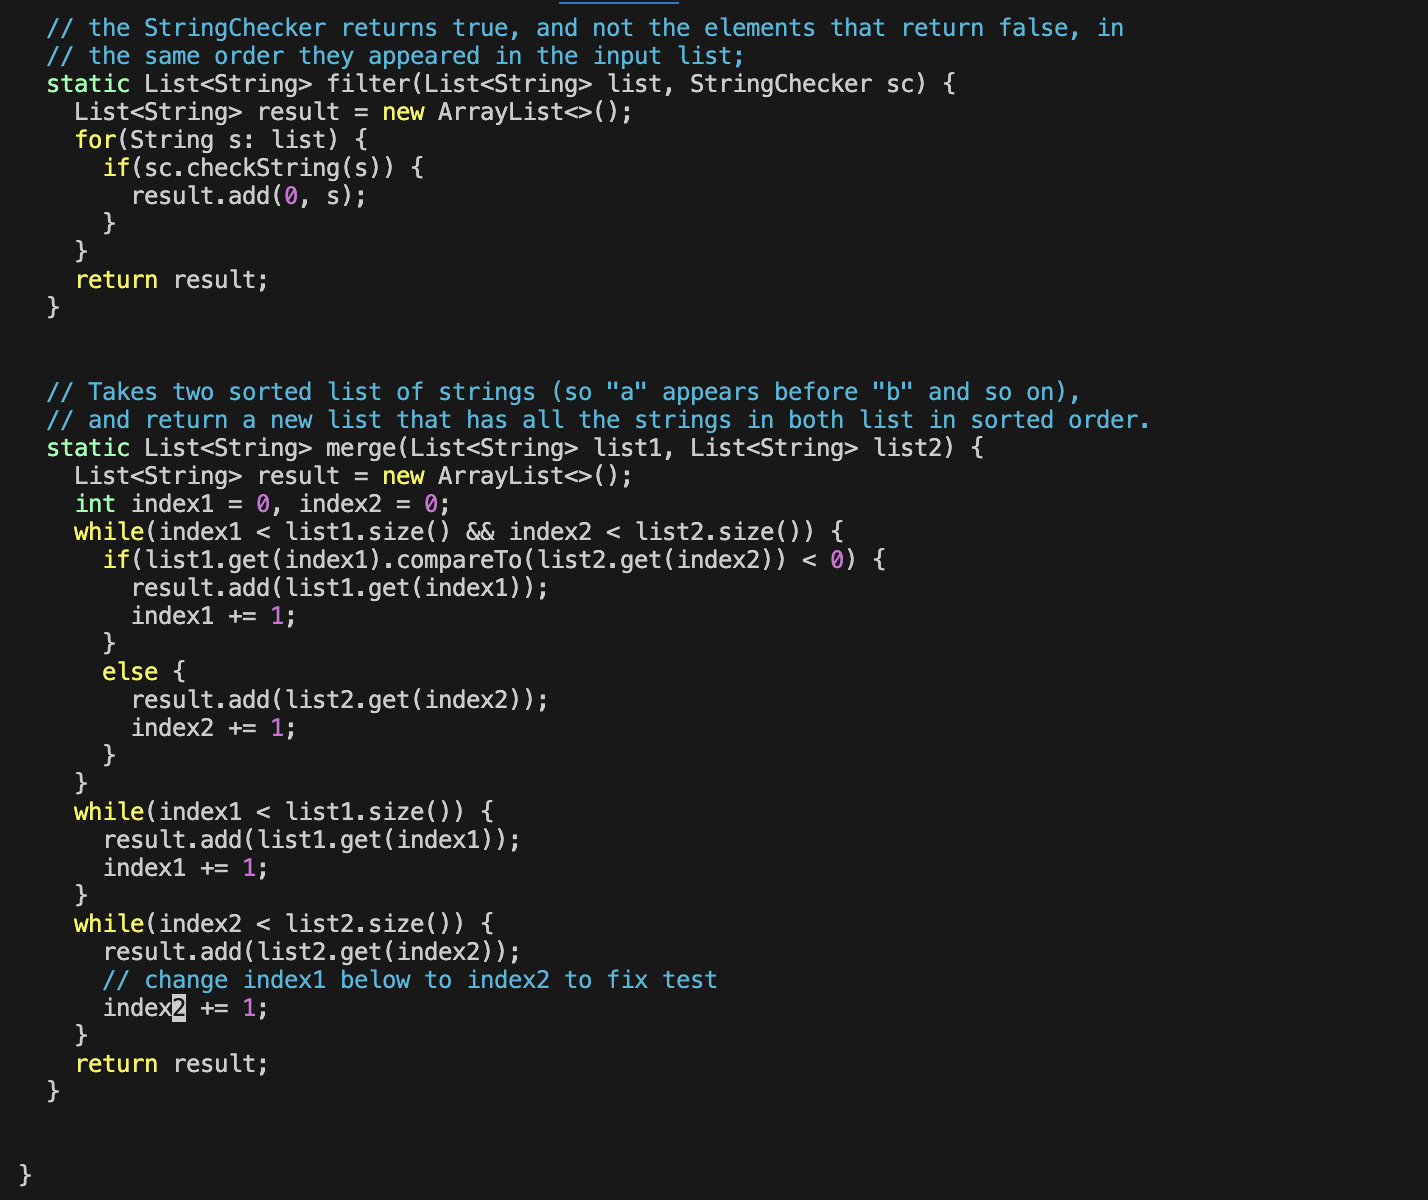 // the StringChecker returns true, and not the elements that return false, in
// the same order they appeared in the input list;
static List<String> filter(List<String> list, StringChecker sc) {
  List<String> result = new ArrayList<>();
  for(String s: list) {
    if(sc.checkString(s)) {
      result.add(0, s);
    }
  }
  return result;
}
// Takes two sorted list of strings (so "a" appears before "b" and so on),
// and return a new list that has all the strings in both list in sorted order.
static List<String> merge(List<String> list1, List<String> list2) {
  List<String> result = new ArrayList<>();
  int index1 = 0, index2 = 0;
  while(index1 < list1.size() && index2 < list2.size()) {
    if(list1.get(index1).compareTo(list2.get(index2)) < 0) {
      result.add(list1.get(index1));
      index1 += 1;
    }
    else {
      result.add(list2.get(index2));
      index2 += 1;
    }
  }
  while(index1 < list1.size()) {
    result.add(list1.get(index1));
    index1 += 1;
  }
  while(index2 < list2.size()) {
    result.add(list2.get(index2));
    // change index1 below to index2 to fix test
    index2 += 1;
  }
  return result;
}
}